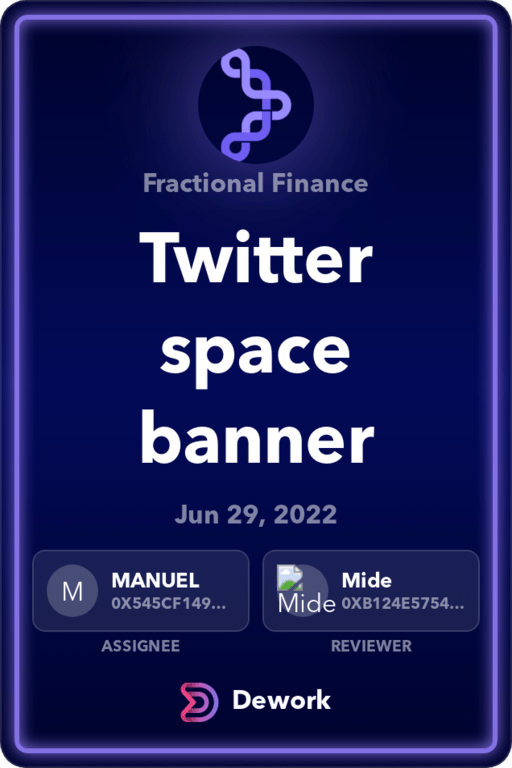 Fractional Finance
Twitter
space
banner
Jun 29, 2022
M
MANUEL
0X545CF149...
Mide
Mide
0XB124E5754...
ASSIGNEE
REVIEWER
Dework